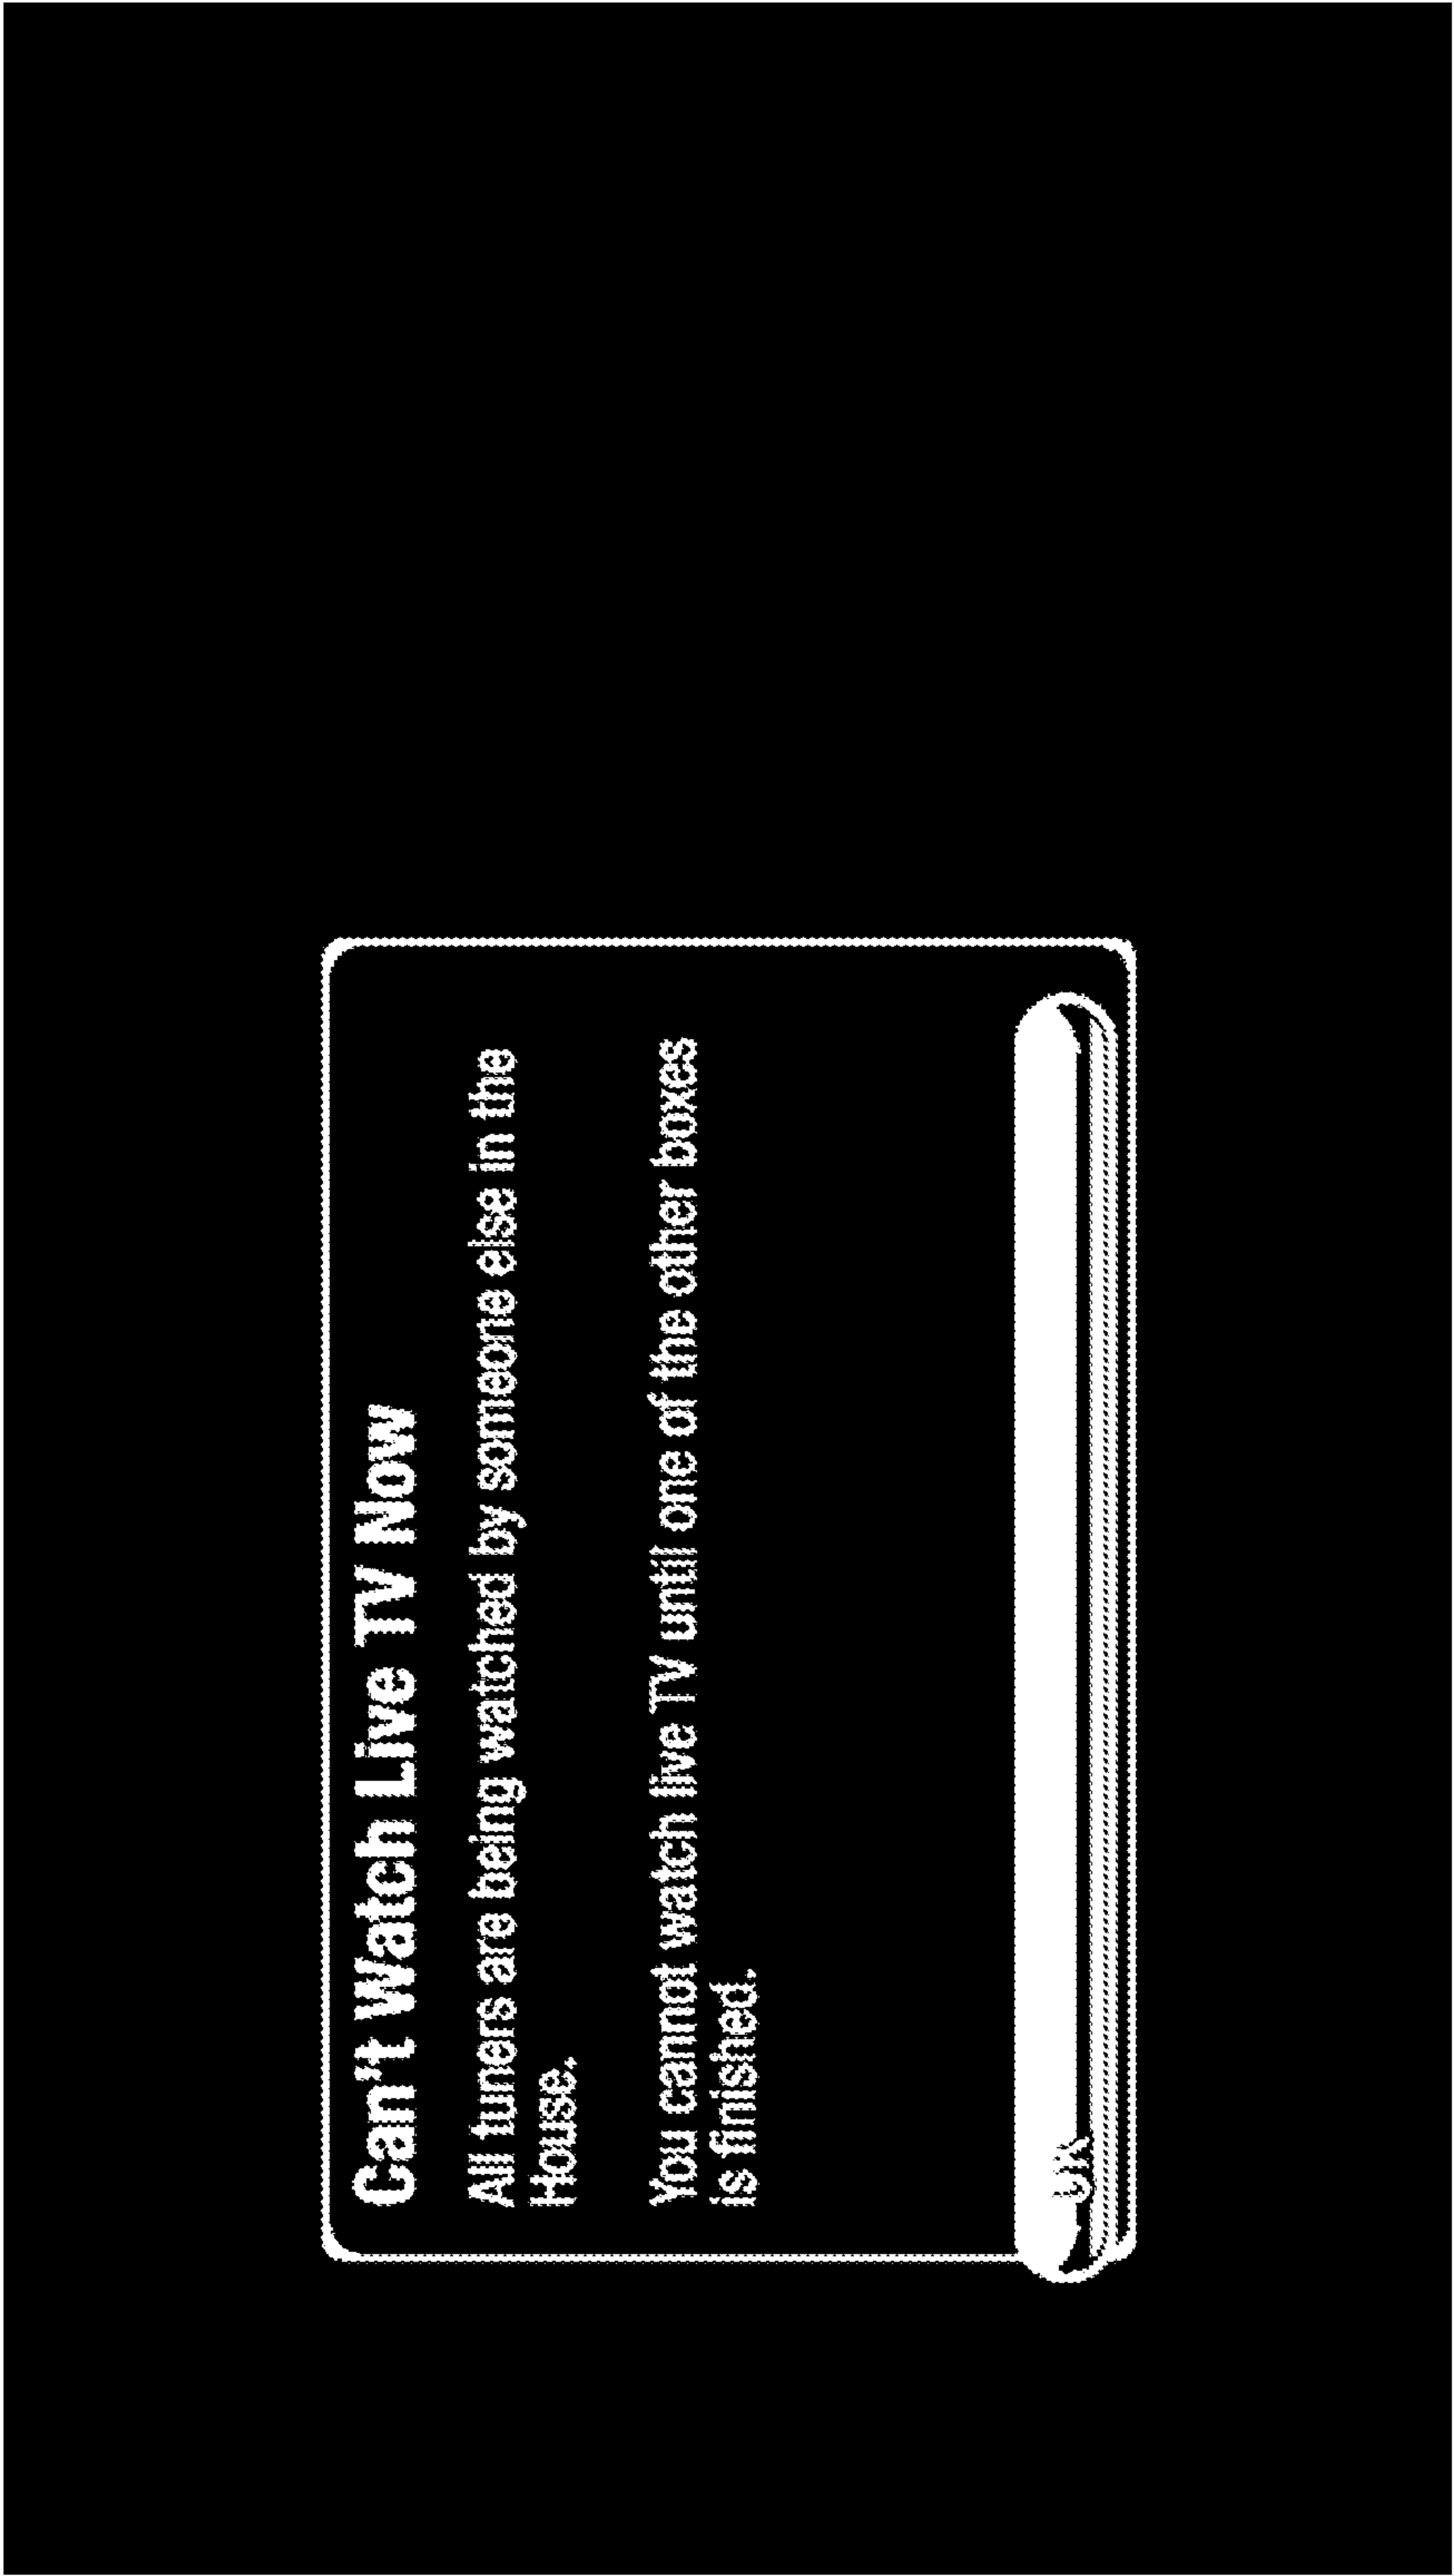 Can't Watch Live TV Now
All tuners are being watched by someone else in the
House.
You cannot watch live TV until one of the other boxes
is finished.
OK